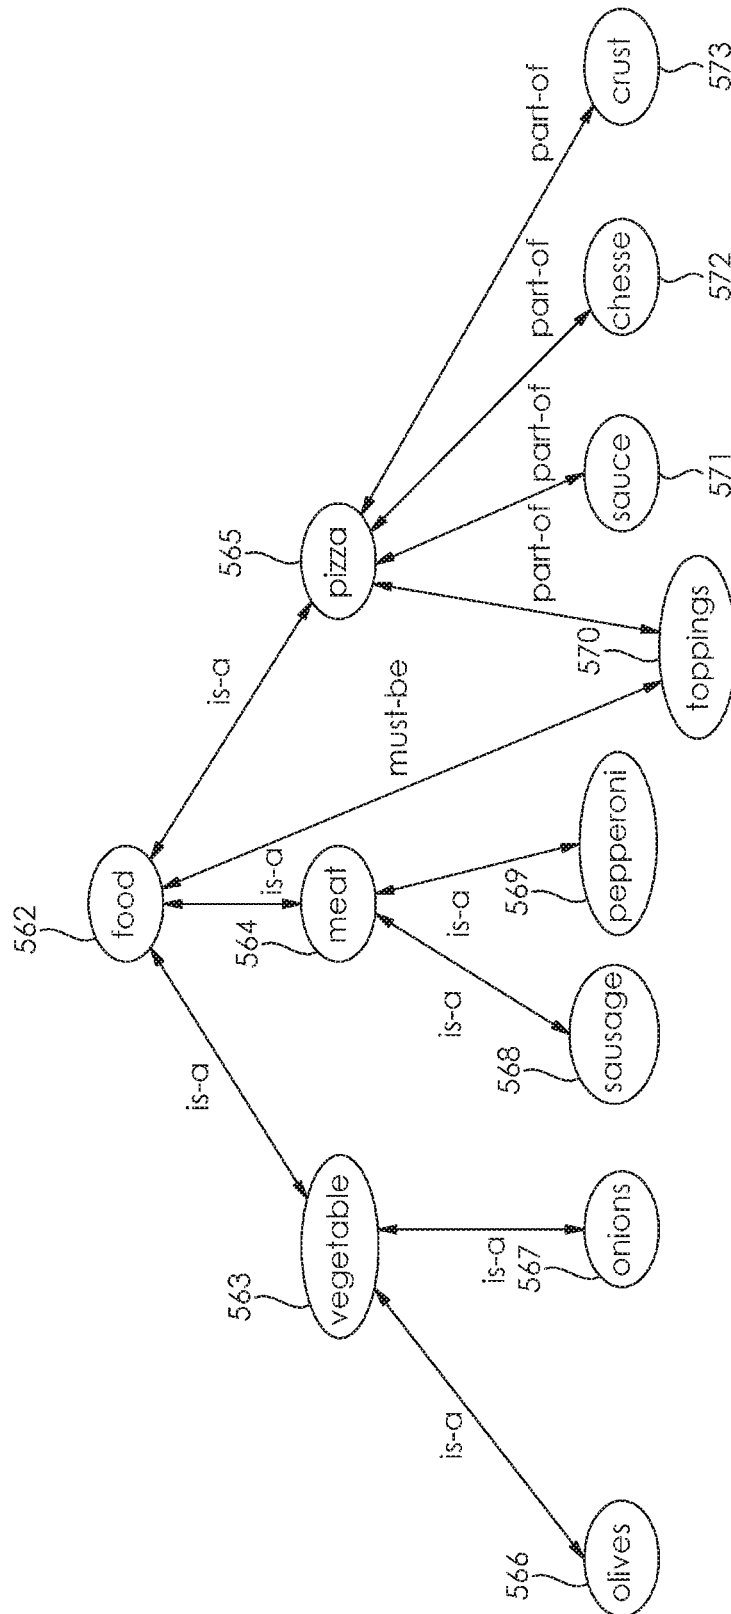 562
food
is-a
is-a
is-a
must-be
563
vegetable
564
meat
565
pizza
is-a
is-a
is-a
is-a
part-of
part-of
part-of
part-of
566
olives
567
onions
568
sausage
569
pepperoni
570
toppings
sauce
571
chesse
572
crust
573